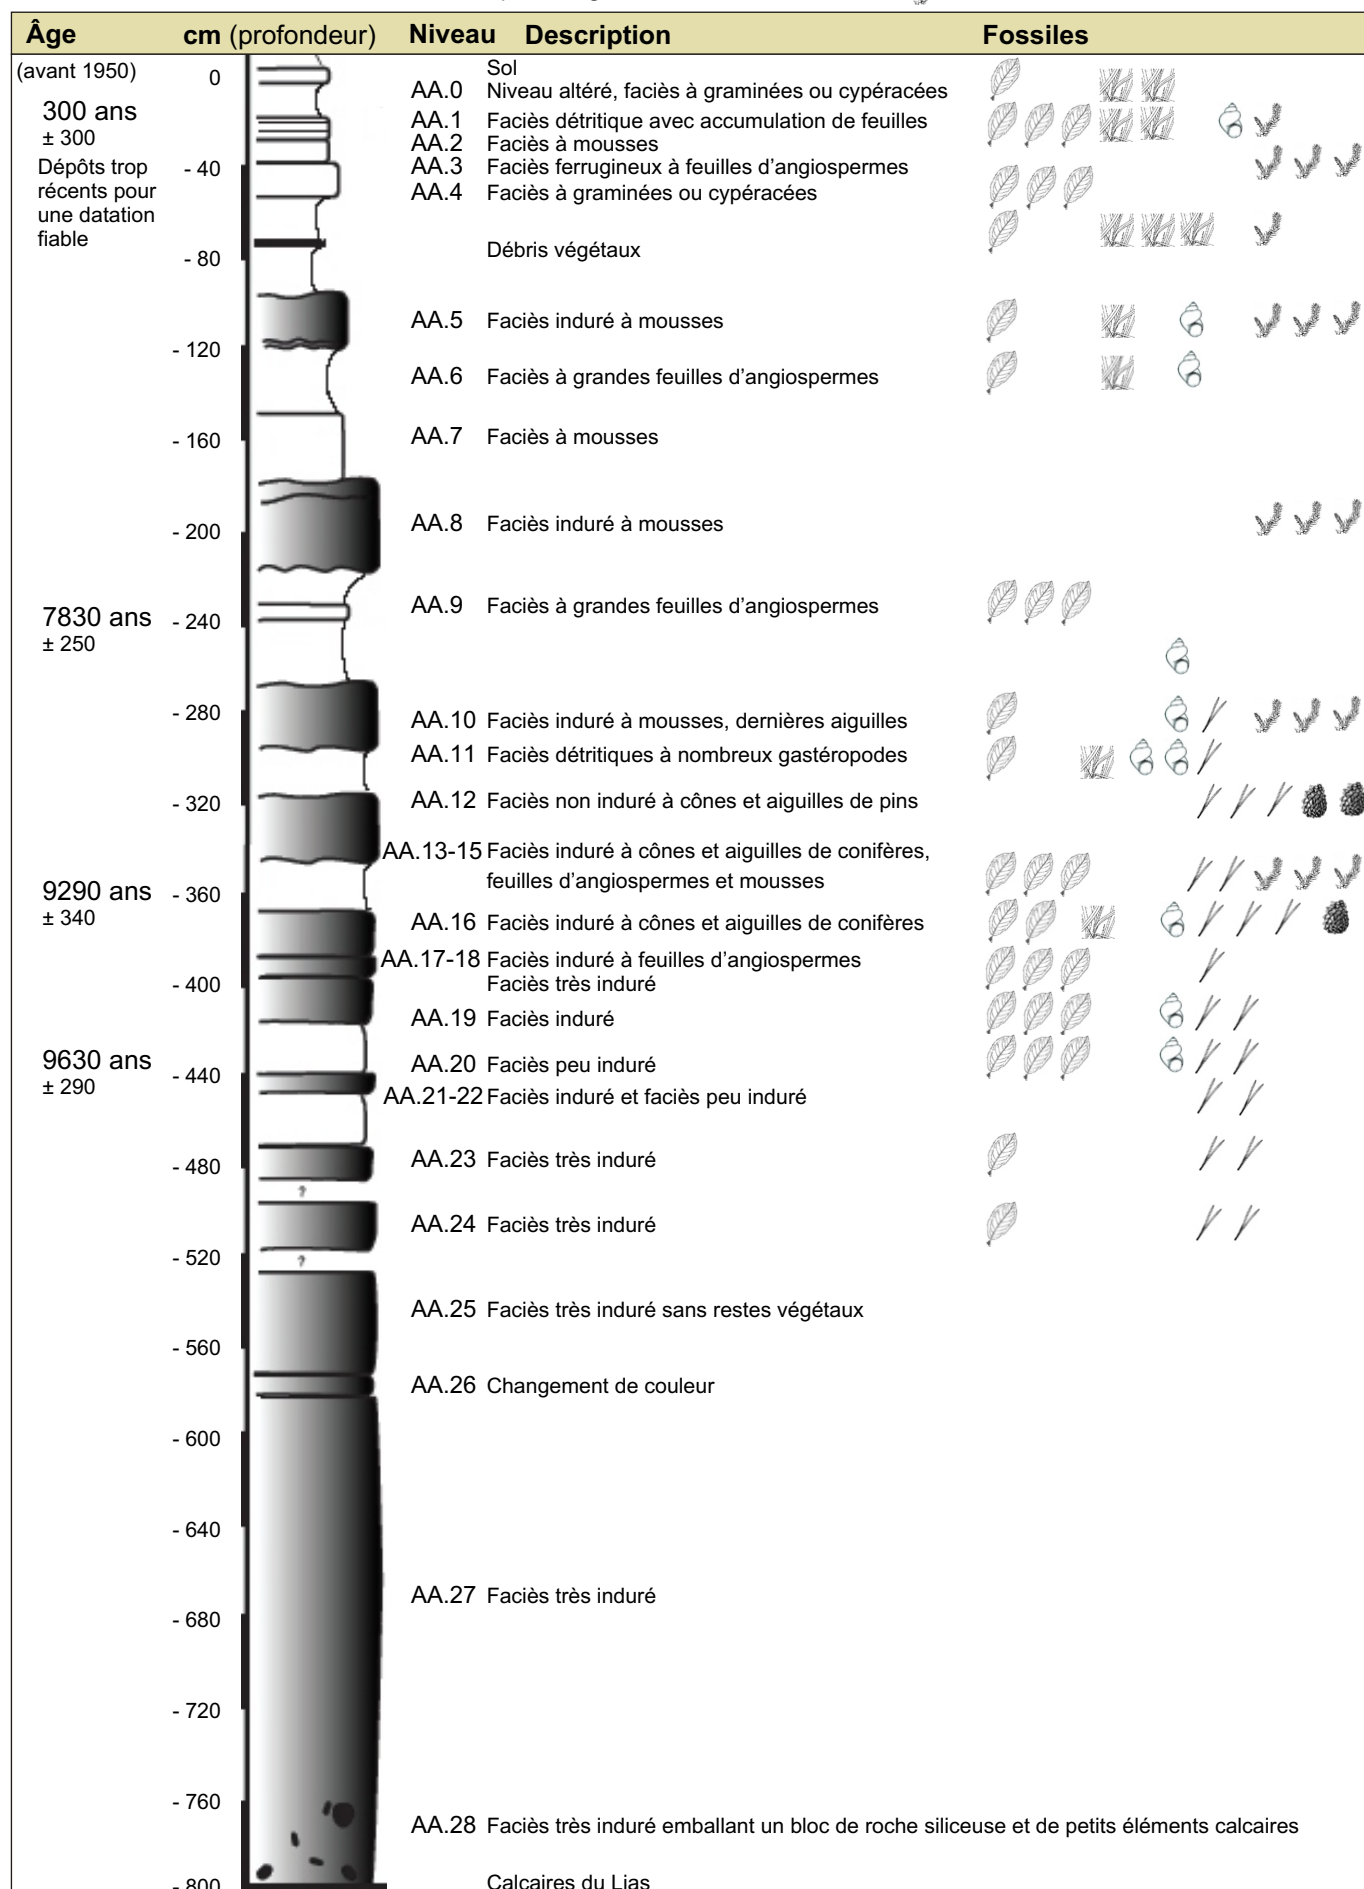 Âge cm (profondeur) Niveau Description Fossiles
(avant 1950) 0 Sol
AA.0 Niveau altéré, faciès à graminées ou cypéracées
300 ans
± 300
AA.1 Faciès détritique avec accumulation de feuilles
AA.2 Faciès à mousses
Dépôts trop
récents pour
une datation
fiable
- 40 AA.3 Faciès ferrugineux à feuilles d'angiospermes
AA.4 Faciès à graminées ou cypéracées
Débris végétaux
- 80
AA.5 Faciès induré à mousses
- 120
AA.6 Faciès à grandes feuilles d'angiospermes
- 160 AA.7 Faciès à mousses
- 200 AA.8 Faciès induré à mousses
7830 ans
± 250
- 240 AA.9 Faciès à grandes feuilles d'angiospermes
- 280 AA.10 Faciès induré à mousses, dernières aiguilles
AA.11 Faciès détritiques à nombreux gastéropodes
- 320 AA.12 Faciès non induré à cônes et aiguilles de pins
AA.13-15 Faciès induré à cônes et aiguilles de conifères,
feuilles d'angiospermes et mousses
9290 ans
± 340
- 360
AA.16 Faciès induré à cônes et aiguilles de conifères
AA.17-18 Faciès induré à feuilles d'angiospermes
- 400 Faciès très induré
AA.19 Faciès induré
9630 ans
± 290
AA.20 Faciès peu induré
- 440
AA.21-22 Faciès induré et faciès peu induré
- 480 AA.23 Faciès très induré
?
AA.24 Faciès très induré
- 520
?
AA.25 Faciès très induré sans restes végétaux
- 560
AA.26 Changement de couleur
- 600
- 640
AA.27 Faciès très induré
- 680
- 720
- 760
AA.28 Faciès très induré emballant un bloc de roche siliceuse et de petits éléments calcaires
- 800 Calcaires du Lias